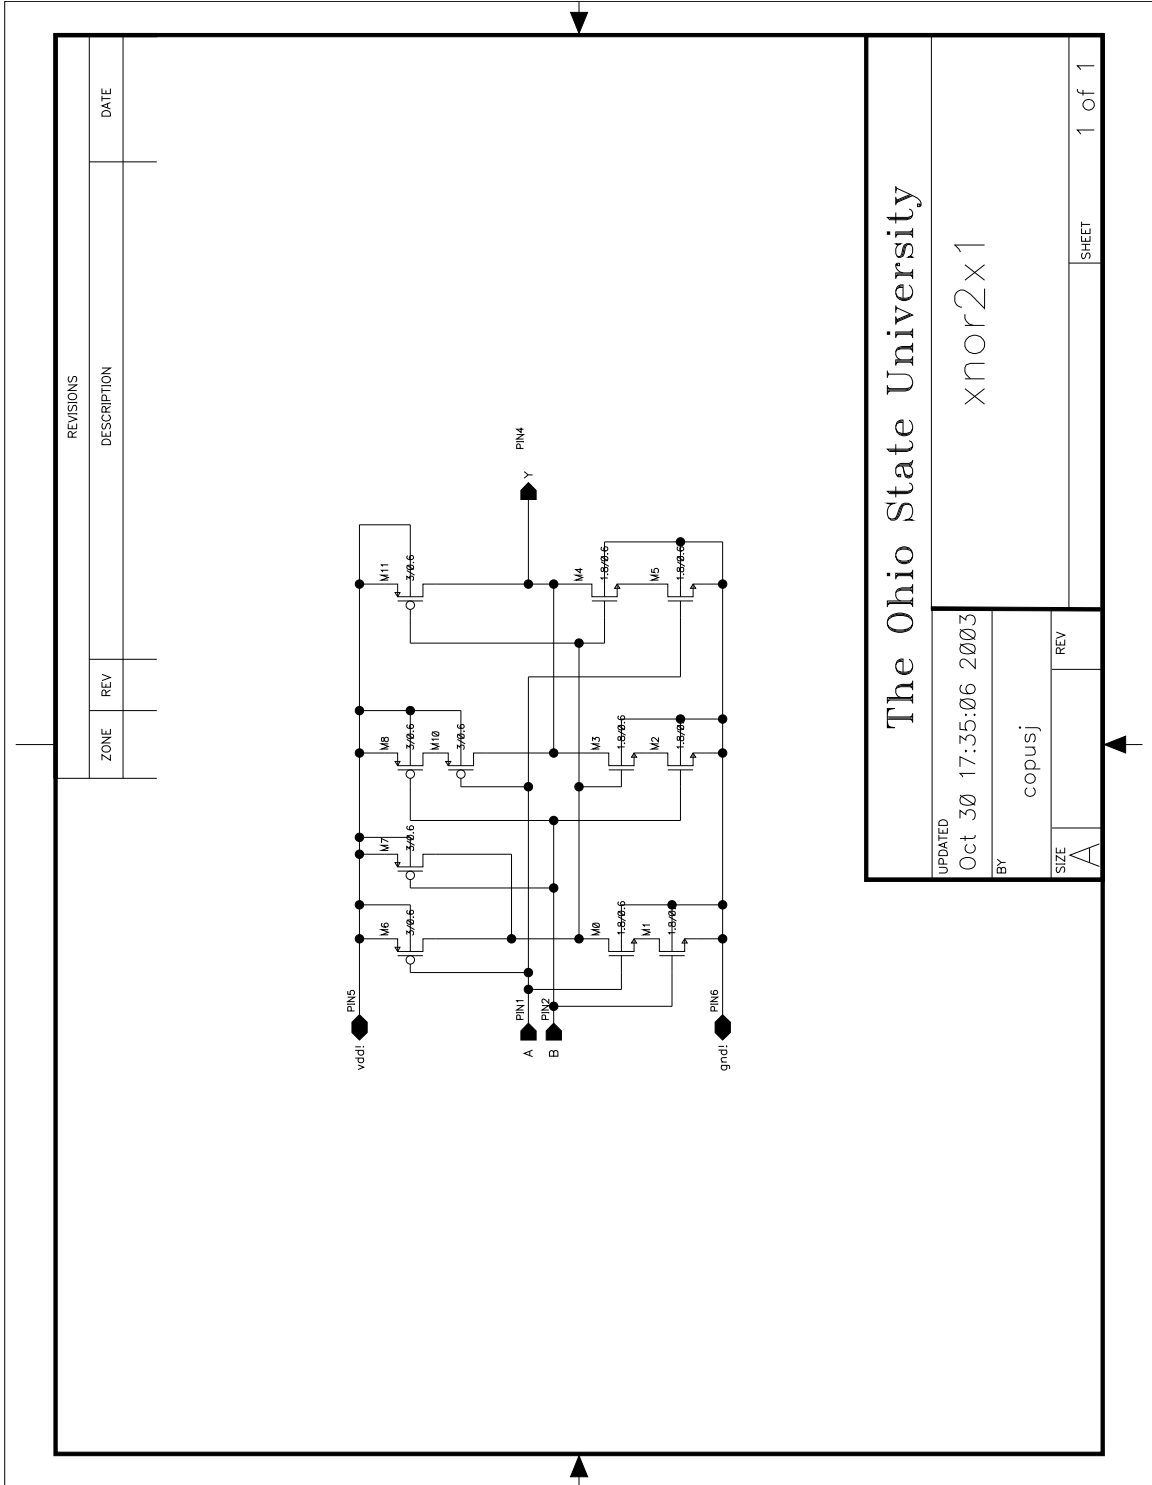 REVISIONS
ZONE REV DESCRIPTION DATE
vdd! PIN5
A PIN1
B PIN2
gnd! PIN6
M6 3/0.6
M7 3/0.6
M8 3/0.6
M10 3/0.6
M11 3/0.6
M0 1.8/0.6
M1 1.8/0.
M3 1.8/0.6
M2 1.8/0.
M4 1.8/0.6
M5 1.8/0.6
Y PIN4
The Ohio State University
UPDATED
Oct 30 17:35:06 2003
xnor2x1
BY
copusj
SIZE
A
REV
SHEET 1 of 1